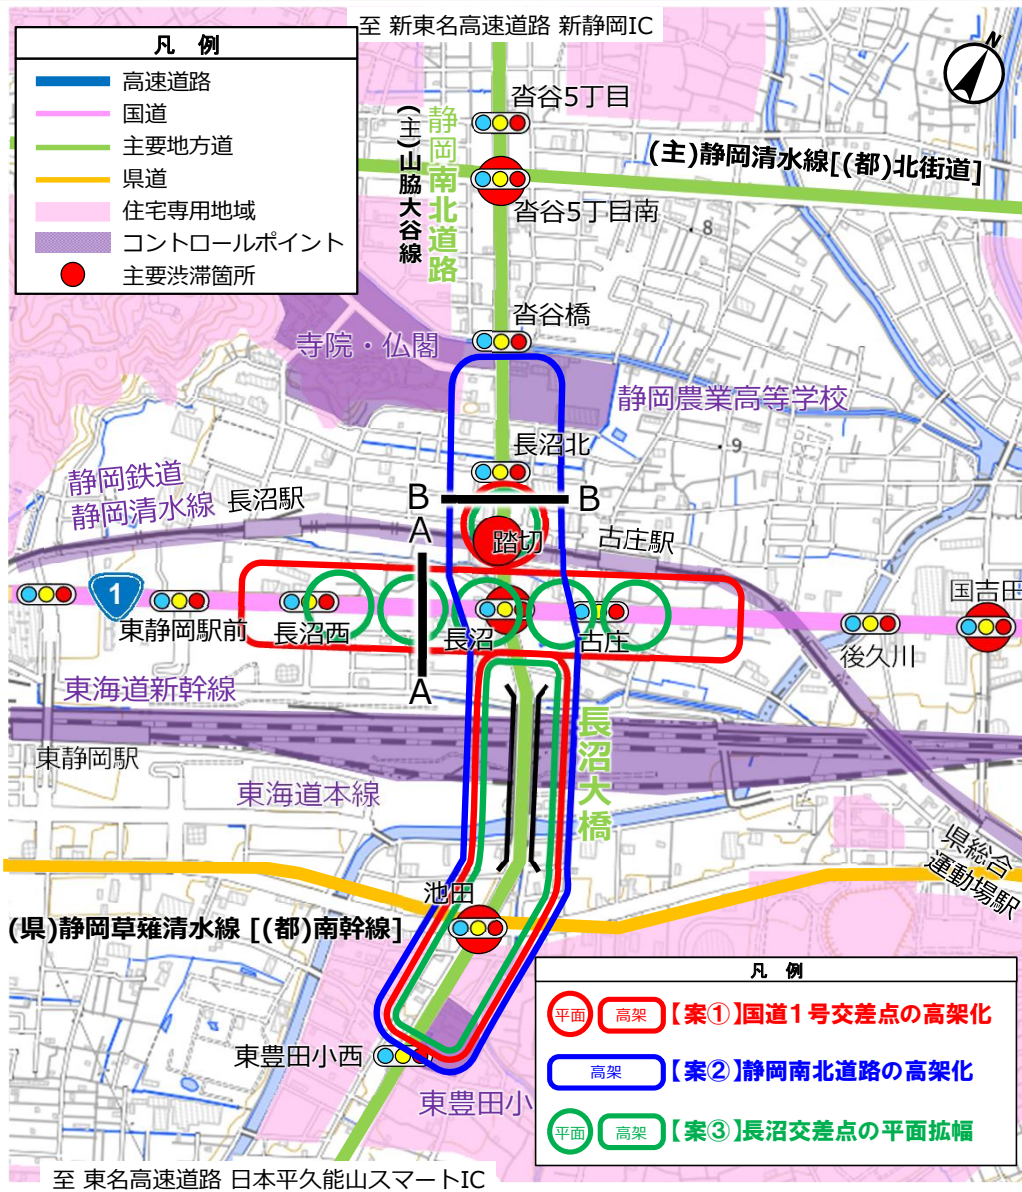 至 新東名高速道路 新静岡IC
凡 例
高速道路
国道
主要地方道
県道
住宅専用地域
コントロールポイント
主要渋滞箇所
N
沓谷5丁目
(主)山脇大谷線
静岡南北道路
(主)静岡清水線[(都)北街道]
沓谷5丁目南
8
沓谷橋
寺院・仏閣
静岡農業高等学校
長沼北
9
静岡鉄道
静岡清水線
長沼駅
B
B
A
踏切
古庄駅
1
東静岡駅前
長沼西
長沼
古庄
国吉田
後久川
A
東海道新幹線
東静岡駅
長沼大橋
東海道本線
県総合
運動場駅
池田
(県)静岡草薙清水線 [(都)南幹線]
東豊田小西
東豊田小
凡 例
平面
高架
【案①】国道1号交差点の高架化
高架
【案②】静岡南北道路の高架化
平面
高架
【案③】長沼交差点の平面拡幅
至 東名高速道路 日本平久能山スマートIC